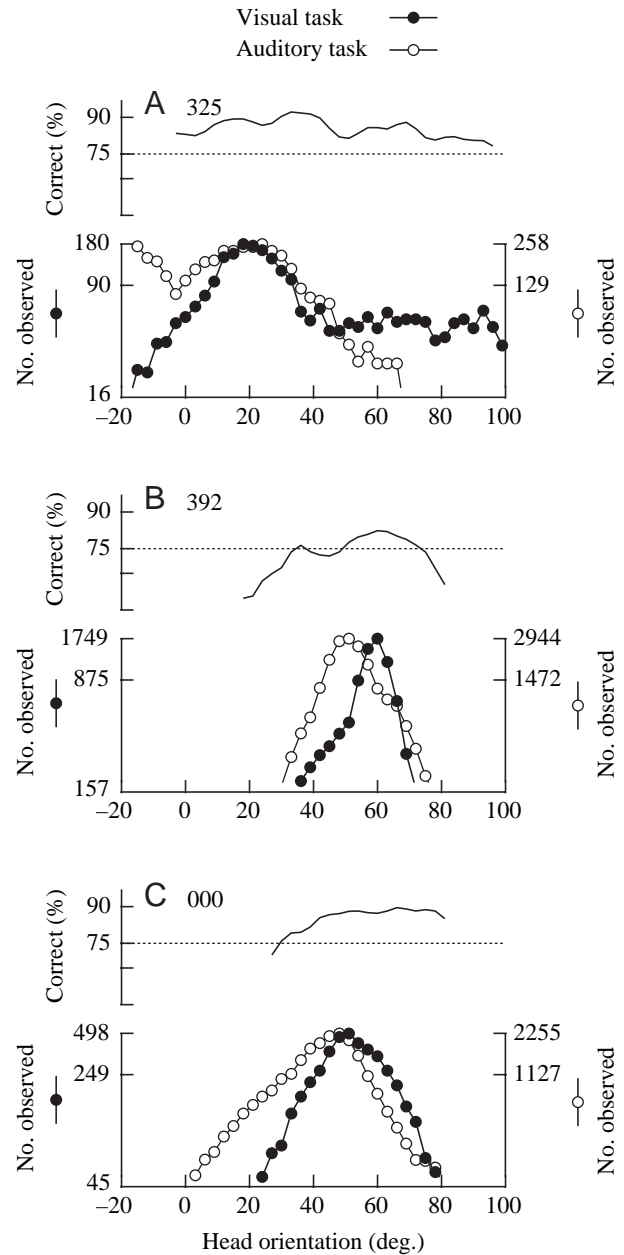 Visual task
Auditory task
A 325
90
75
Correct (%)
180
90
16
No. observed
258
129
No. observed
–20 0 20 40 60 80 100
B 392
90
75
Correct (%)
1749
875
157
No. observed
2944
1472
No. observed
–20 0 20 40 60 80 100
C 000
90
75
Correct (%)
498
249
45
No. observed
2255
1127
No. observed
–20 0 20 40 60 80 100
Head orientation (deg.)